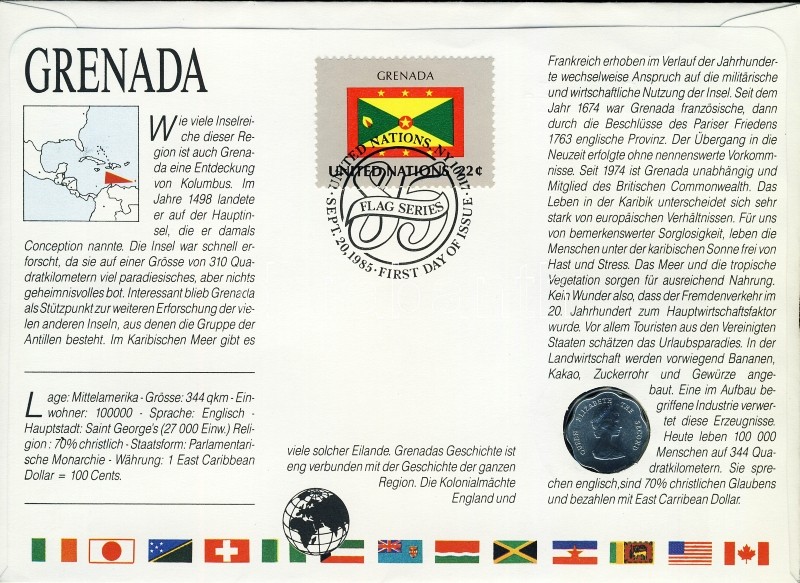 GRENADA
Wie viele Inselrei-
che dieser Re-
gion ist auch Grena-
da eine Entdeckung
von Kolumbus. Im
Jahre 1498 landete
er auf der Hauptin-
sel, die er damals
Conception nannte. Die Insel war schnell er-
forscht, da sie auf einer Grösse von 310 Qua-
dratkilometern viel paradiesisches, aber nichts
geheimnisvolles bot. Interessant blieb Grenada
als Stützpunkt zur weiteren Erforschung der vie-
len anderen Inseln, aus denen die Gruppe der
Antillen besteht. Im Karibischen Meer gibt es
Lage: Mittelamerika - Grösse: 344 qkm - Ein-
wohner: 100000 - Sprache: Englisch -
Hauptstadt: Saint George's (27 000 Einw.) Reli-
gion: 70% christlich - Staatsform: Parlamentari-
sche Monarchie - Währung: 1 East Caribbean
Dollar = 100 Cents.
GRENADA
UNITED NATIONS 22¢
UNITED NATIONS, NY 10017
85
FLAG SERIES
SEPT. 20, 1985 · FIRST DAY OF ISSUE
viele solcher Eilande. Grenadas Geschichte ist
eng verbunden mit der Geschichte der ganzen
Region. Die Kolonialmächte
England und
Frankreich erhoben im Verlauf der Jahrhunder-
te wechselweise Anspruch auf die militärische
und wirtschaftliche Nutzung der Insel. Seit dem
Jahr 1674 war Grenada französische, dann
durch die Beschlüsse des Pariser Friedens
1763 englische Provinz. Der Übergang in die
Neuzeit erfolgte ohne nennenswerte Vorkomm-
nisse. Seit 1974 ist Grenada unabhängig und
Mitglied des Britischen Commonwealth. Das
Leben in der Karibik unterscheidet sich sehr
stark von europäischen Verhältnissen. Für uns
von bemerkenswerter Sorglosigkeit, leben die
Menschen unter der karibischen Sonne frei von
Hast und Stress. Das Meer und die tropische
Vegetation sorgen für ausreichend Nahrung.
Kein Wunder also, dass der Fremdenverkehr im
20. Jahrhundert zum Hauptwirtschaftsfaktor
wurde. Vor allem Touristen aus den Vereinigten
Staaten schätzen das Urlaubsparadies. In der
Landwirtschaft werden vorwiegend Bananen,
Kakao, Zuckerrohr und Gewürze ange-
baut. Eine im Aufbau be-
griffene Industrie verwer-
tet diese Erzeugnisse.
Heute leben 100 000
Menschen auf 344 Qua-
dratkilometern. Sie spre-
chen englisch, sind 70% christlichen Glaubens
und bezahlen mit East Carribean Dollar.
QUEEN ELIZABETH THE SECOND